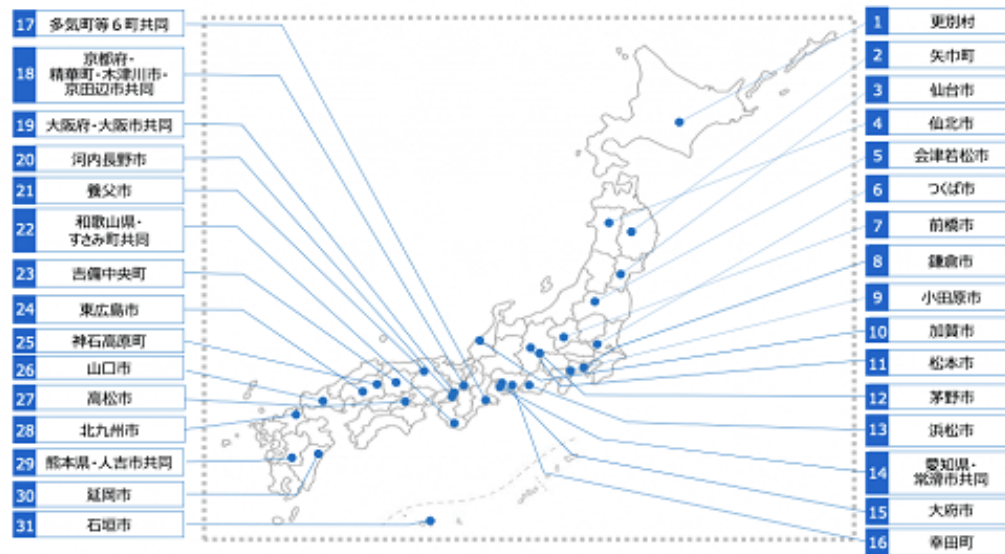 17 多気町等6町共同
18 京都府・
精華町・木津川市・
京田辺市共同
19 大阪府・大阪市共同
20 河内長野市
21 養父市
22 和歌山県・
すさみ町共同
23 吉備中央町
24 東広島市
25 神石高原町
26 山口市
27 高松市
28 北九州市
29 熊本県・人吉市共同
30 延岡市
31 石垣市
1 更別村
2 矢巾町
3 仙台市
4 仙北市
5 会津若松市
6 つくば市
7 前橋市
8 鎌倉市
9 小田原市
10 加賀市
11 松本市
12 茅野市
13 浜松市
14 愛知県・
常滑市共同
15 大府市
16 幸田町